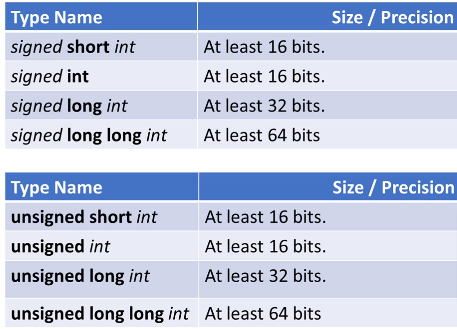 Type Name Size / Precision
signed short int At least 16 bits.
signed int At least 16 bits.
signed long int At least 32 bits.
signed long long int At least 64 bits
Type Name Size / Precision
unsigned short int At least 16 bits.
unsigned int At least 16 bits.
unsigned long int At least 32 bits.
unsigned long long int At least 64 bits